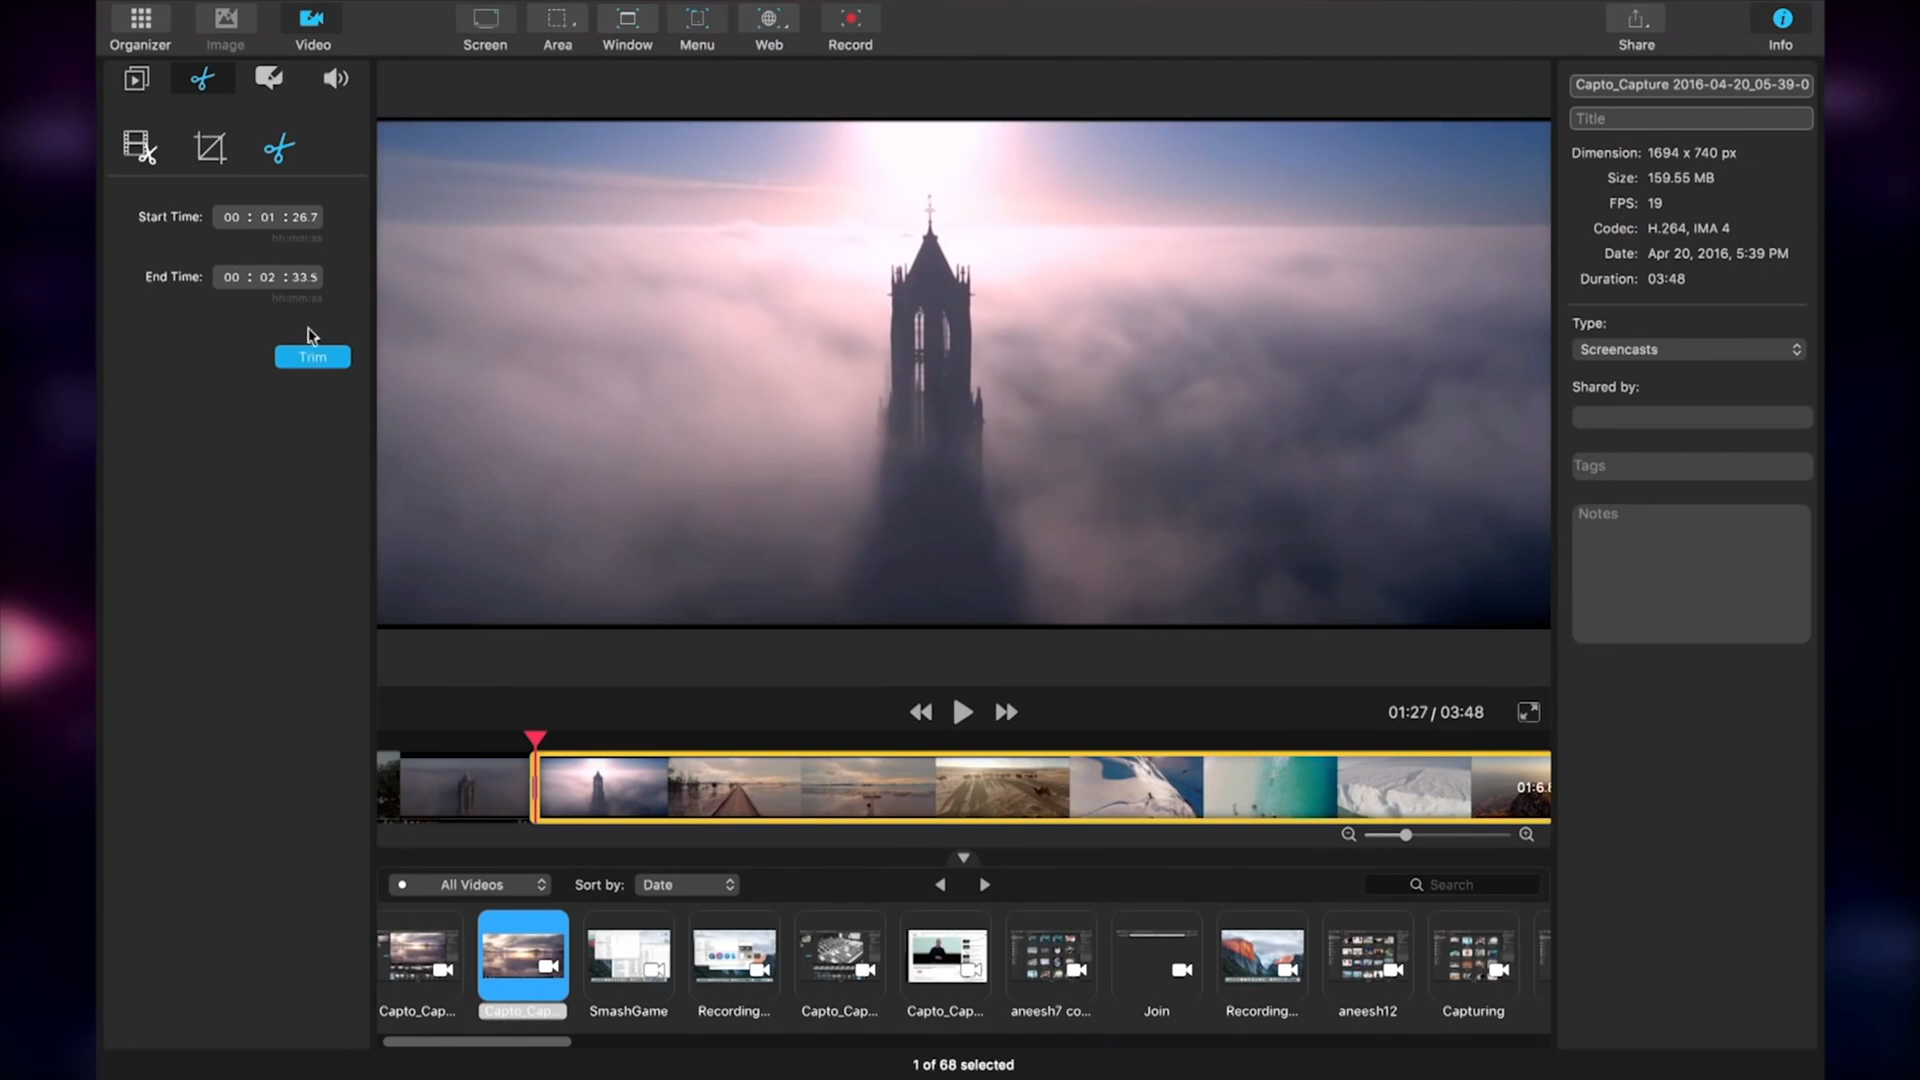 Organizer
Image
Video
Screen
Area
Window
Menu
Web
Record
Share
Info
Start Time: 00 : 01 : 26.7
hh:mm:ss
End Time: 00 : 02 : 33.5
hh:mm:ss
Trim
Capto_Capture 2016-04-20_05-39-0
Title
Dimension: 1694 x 740 px
Size: 159.55 MB
FPS: 19
Codec: H.264, IMA 4
Date: Apr 20, 2016, 5:39 PM
Duration: 03:48
Type:
Screencasts
Shared by:
Tags
Notes
01:27 / 03:48
01:6.
All Videos
Sort by: Date
Search
Capto_Cap...
Capto_Cap...
SmashGame
Recording...
Capto_Cap...
Capto_Cap...
aneesh7 co...
Join
Recording...
aneesh12
Capturing
1 of 68 selected